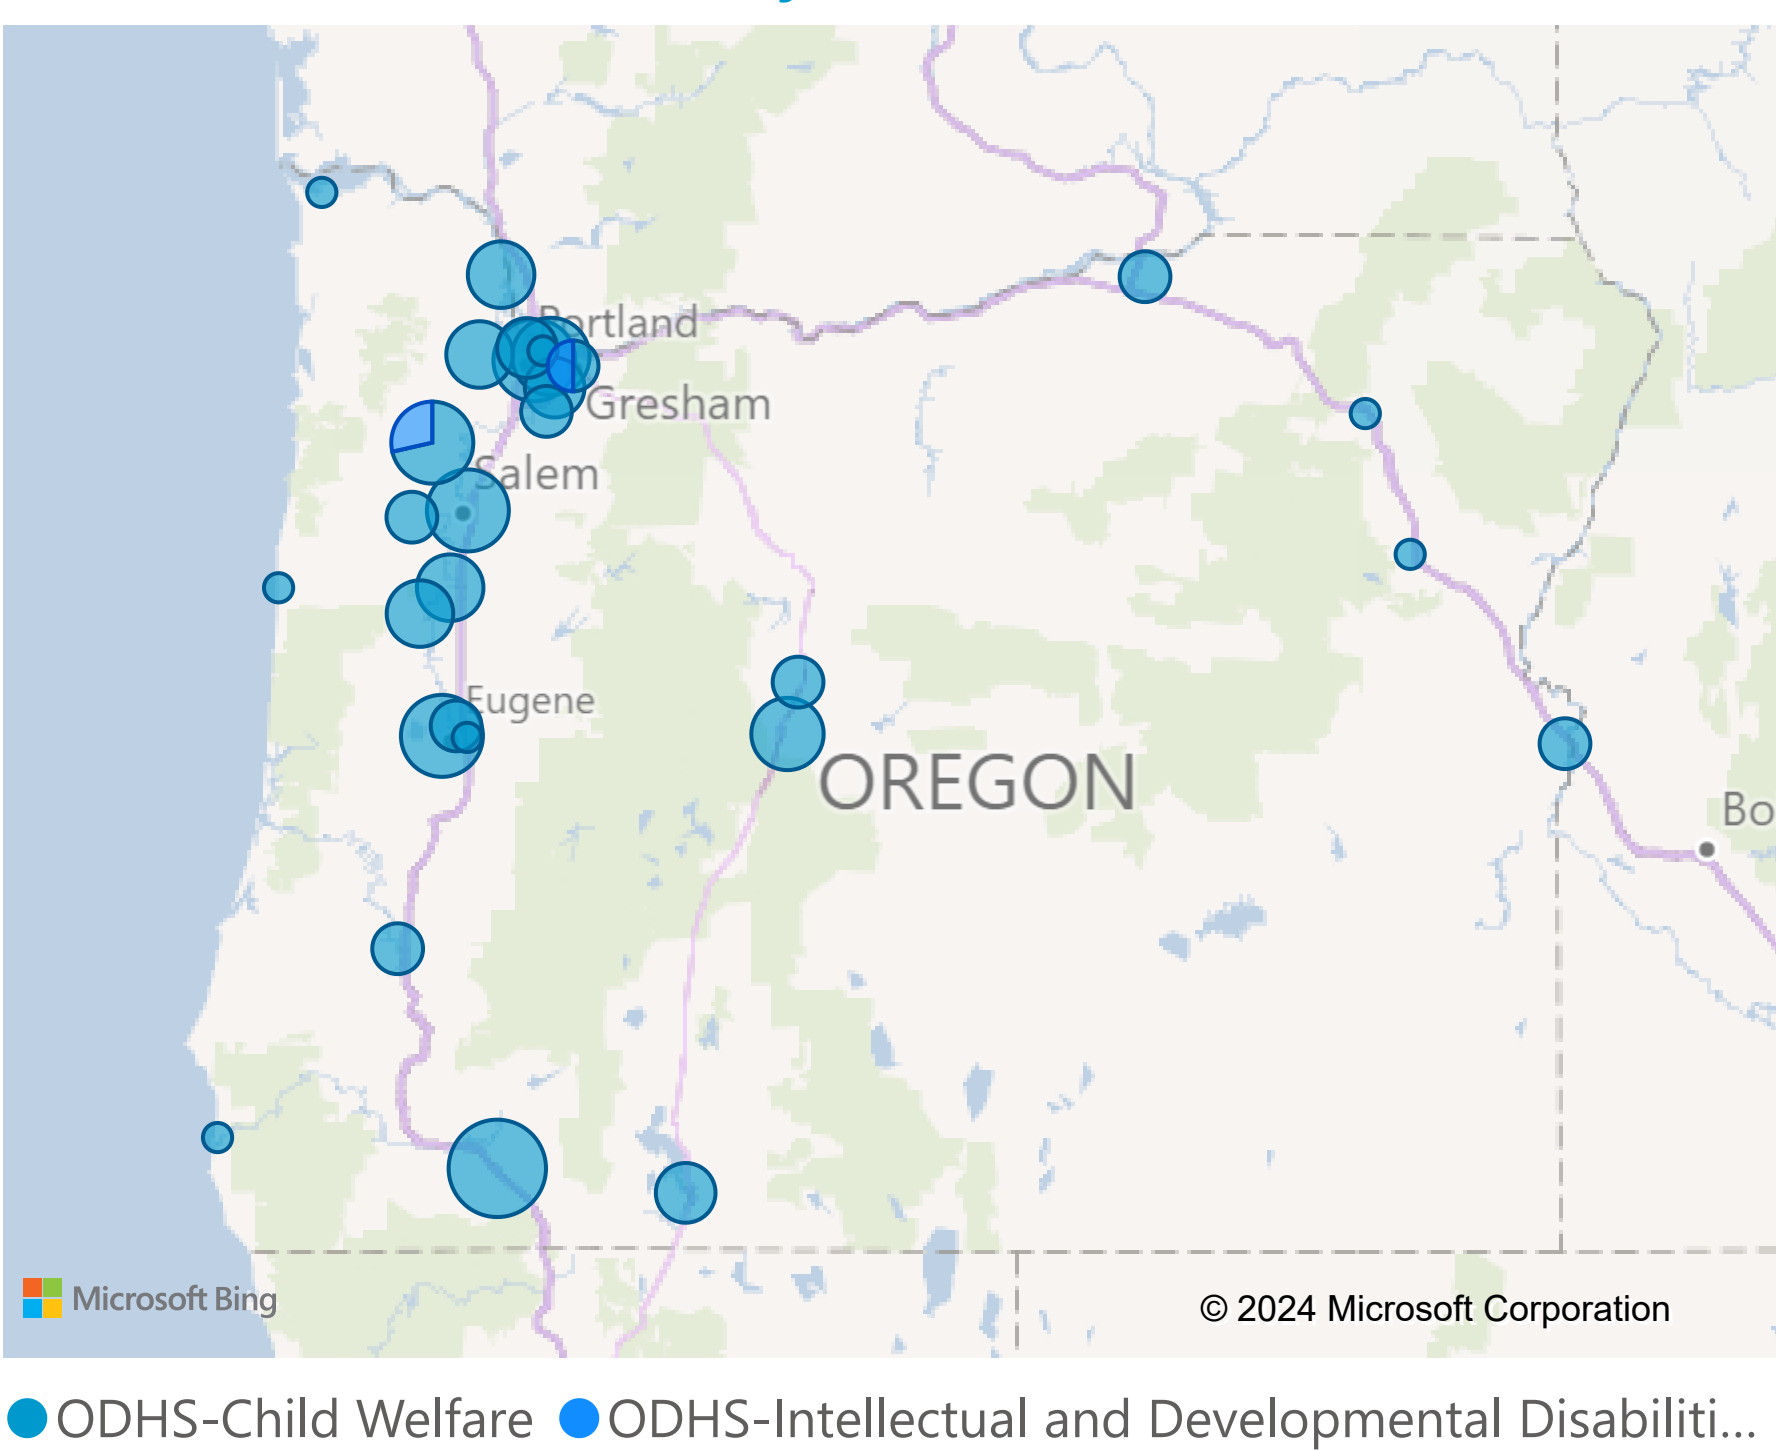 Portland
Gresham
Salem
Eugene
OREGON
Bo
Microsoft Bing
© 2024 Microsoft Corporation
ODHS-Child Welfare ODHS-Intellectual and Developmental Disabiliti...